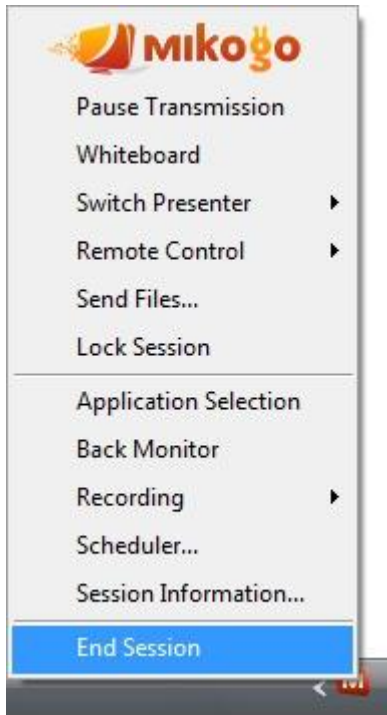 Mikogo
Pause Transmission
Whiteboard
Switch Presenter
Remote Control
Send Files...
Lock Session
Application Selection
Back Monitor
Recording
Scheduler...
Session Information...
End Session
M